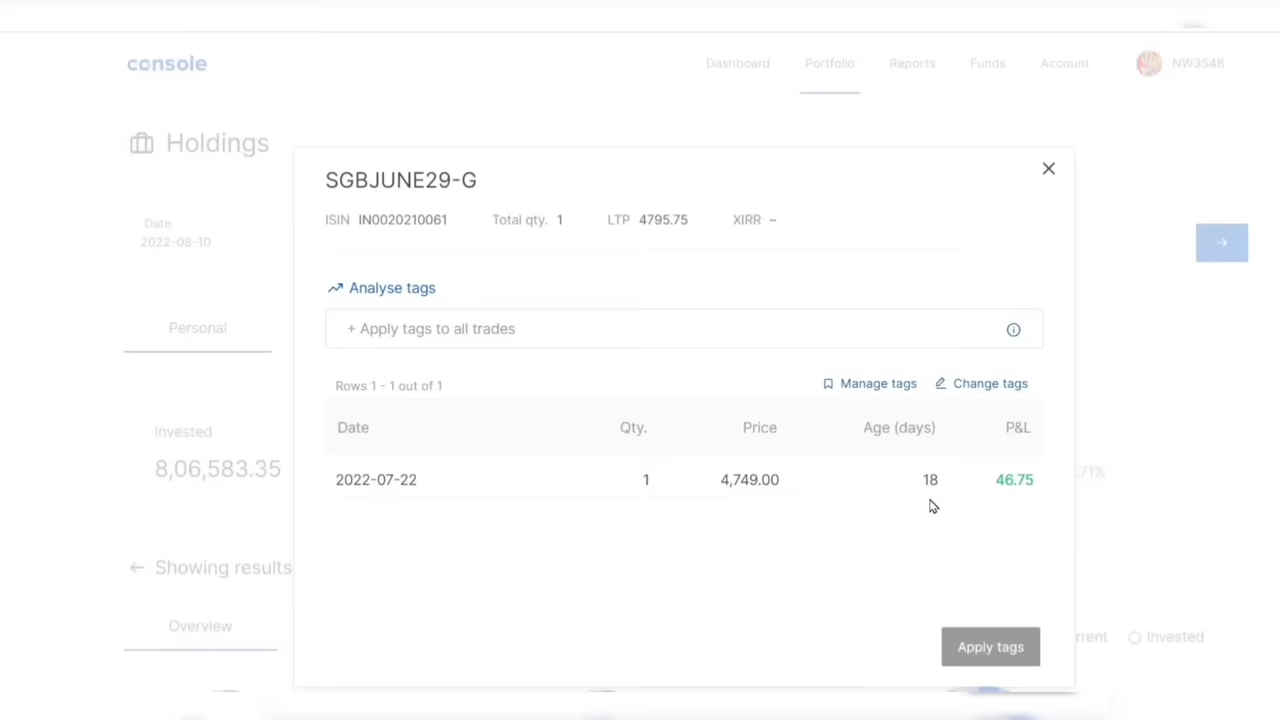 console
Dashboard Portfolio Reports Funds Account NW3548
Holdings
SGBJUNE29-G
ISIN IN0020210061 Total qty. 1 LTP 4795.75 XIRR –
Date
2022-08-10
Analyse tags
+ Apply tags to all trades
Personal
Rows 1 - 1 out of 1 Manage tags Change tags
Date Qty. Price Age (days) P&L
Invested
8,06,583.35
.71%
2022-07-22 1 4,749.00 18 46.75
Showing results
Overview
rrent Invested
Apply tags